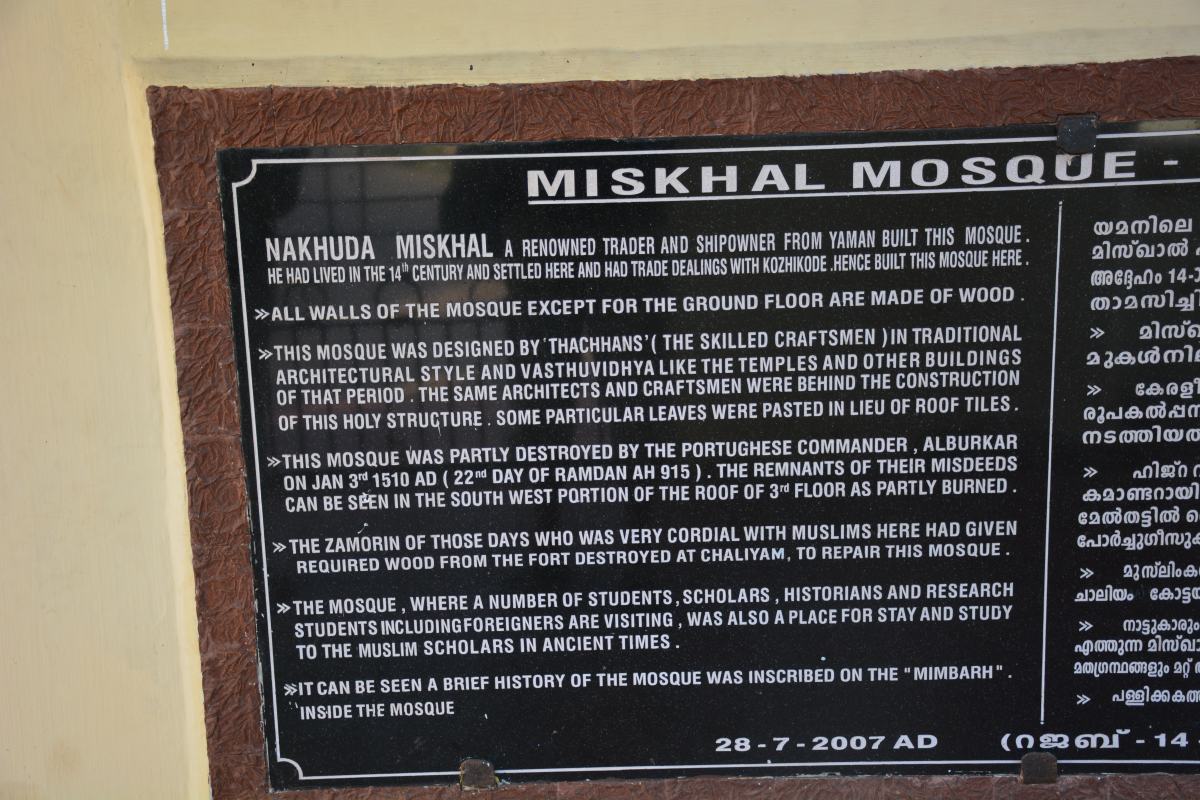 MISKHAL MOSQUE -
NAKHUDA MISKHAL A RENOWNED TRADER AND SHIPOWNER FROM YAMAN BUILT THIS MOSQUE.
HE HAD LIVED IN THE 14th CENTURY AND SETTLED HERE AND HAD TRADE DEALINGS WITH KOZHIKODE .HENCE BUILT THIS MOSQUE HERE .
»ALL WALLS OF THE MOSQUE EXCEPT FOR THE GROUND FLOOR ARE MADE OF WOOD .
»THIS MOSQUE WAS DESIGNED BY 'THACHHANS' ( THE SKILLED CRAFTSMEN ) IN TRADITIONAL
ARCHITECTURAL STYLE AND VASTHUVIDHYA LIKE THE TEMPLES AND OTHER BUILDINGS
OF THAT PERIOD . THE SAME ARCHITECTS AND CRAFTSMEN WERE BEHIND THE CONSTRUCTION
OF THIS HOLY STRUCTURE . SOME PARTICULAR LEAVES WERE PASTED IN LIEU OF ROOF TILES .
»THIS MOSQUE WAS PARTLY DESTROYED BY THE PORTUGHESE COMMANDER , ALBURKAR
ON JAN 3rd 1510 AD ( 22nd DAY OF RAMDAN AH 915 ) . THE REMNANTS OF THEIR MISDEEDS
CAN BE SEEN IN THE SOUTH WEST PORTION OF THE ROOF OF 3rd FLOOR AS PARTLY BURNED .
»THE ZAMORIN OF THOSE DAYS WHO WAS VERY CORDIAL WITH MUSLIMS HERE HAD GIVEN
REQUIRED WOOD FROM THE FORT DESTROYED AT CHALIYAM, TO REPAIR THIS MOSQUE .
»THE MOSQUE , WHERE A NUMBER OF STUDENTS, SCHOLARS , HISTORIANS AND RESEARCH
STUDENTS INCLUDING FOREIGNERS ARE VISITING , WAS ALSO A PLACE FOR STAY AND STUDY
TO THE MUSLIM SCHOLARS IN ANCIENT TIMES .
»IT CAN BE SEEN A BRIEF HISTORY OF THE MOSQUE WAS INSCRIBED ON THE "MIMBARH" .
INSIDE THE MOSQUE
യമനിലെ
മിസ്ഖാൽ
അദ്ദേഹം 14-
താമസിച്ചി
» മിസ്
മുകൾനില
» കേരളീ
രൂപകൽപ്പന
നടത്തിയത
» ഹിജ്റ
കമാണ്ടറായി
മേൽതട്ടിൽ
പോർച്ചുഗീസുക
» മുസ്ലിംക
ചാലിയം കോട്ട
» നാട്ടുകാരും
എത്തുന്ന മിസ്ഖാ
മതഗ്രന്ഥങ്ങളും മറ്റ്
» പള്ളിക്കകത്ത
28 - 7 - 2007 AD (റജബ് - 14